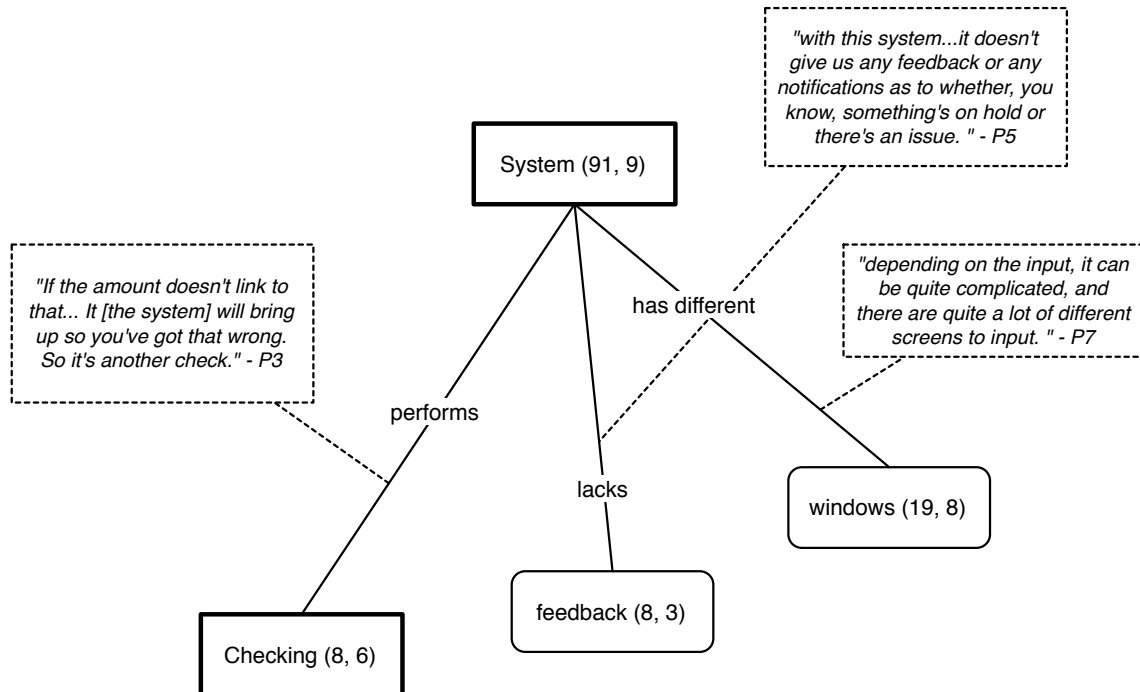 "with this system...it doesn't
give us any feedback or any
notifications as to whether, you
know, something's on hold or
there's an issue. " - P5
System (91, 9)
"If the amount doesn't link to
that... It [the system] will bring
up so you've got that wrong.
So it's another check." - P3
"depending on the input, it can
be quite complicated, and
there are quite a lot of different
screens to input. " - P7
has different
performs
lacks
windows (19, 8)
feedback (8, 3)
Checking (8, 6)